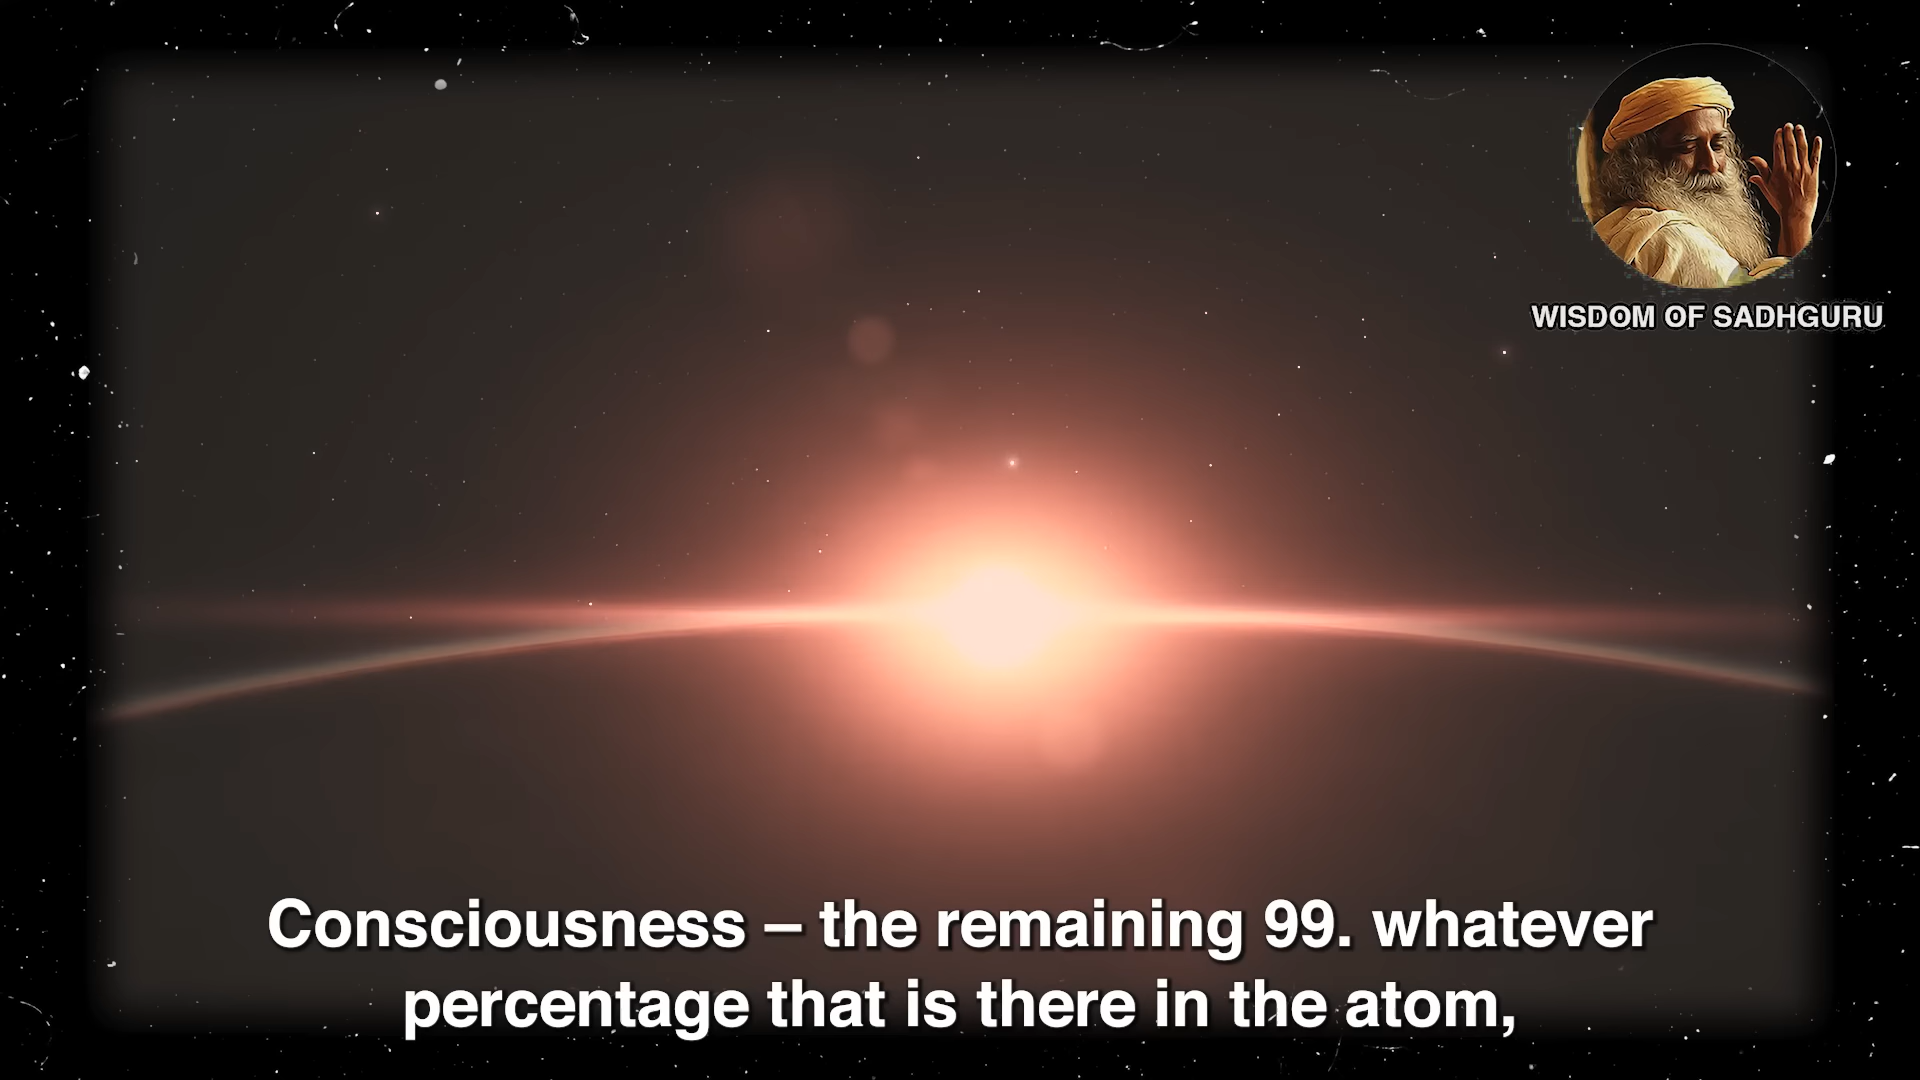 WISDOM OF SADHGURU
Consciousness – the remaining 99. whatever
percentage that is there in the atom,